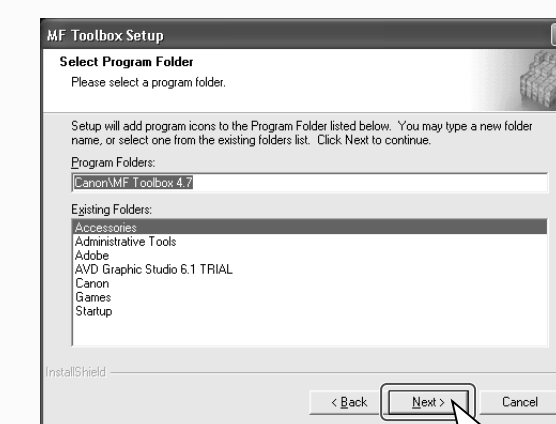 MF Toolbox Setup
Select Program Folder
Please select a program folder.
Setup will add program icons to the Program Folder listed below. You may type a new folder
name, or select one from the existing folders list. Click Next to continue.
Program Folders:
Canon\MF Toolbox 4.7
Existing Folders:
Accessories
Administrative Tools
Adobe
AVD Graphic Studio 6.1 TRIAL
Canon
Games
Startup
InstallShield
< Back Next > Cancel